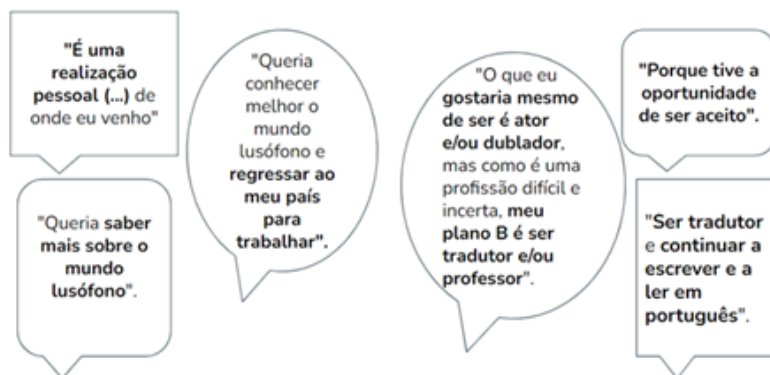 "É uma
realização
pessoal (...) de
onde eu venho"
"Queria
conhecer
melhor o
mundo
lusófono e
regressar ao
meu país
para
trabalhar".
"O que eu
gostaria mesmo
de ser é ator
e/ou dublador,
mas como é uma
profissão difícil e
incerta, meu
plano B é ser
tradutor e/ou
professor".
"Porque tive a
oportunidade
de ser aceito".
"Queria saber
mais sobre o
mundo
lusófono".
"Ser tradutor
e continuar a
escrever e a
ler em
português".